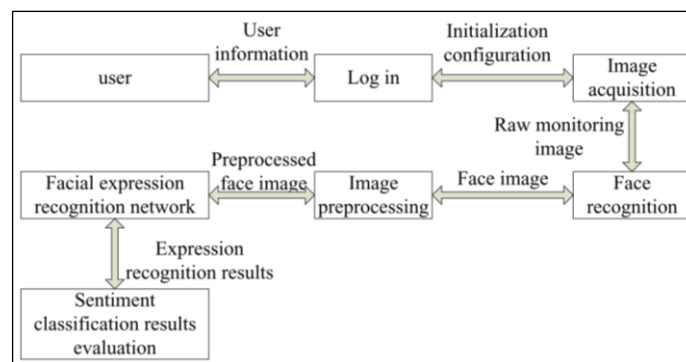 User
information
Initialization
configuration
user
Log in
Image
acquisition
Raw monitoring
image
Preprocessed
face image
Face image
Facial expression
recognition network
Image
preprocessing
Face
recognition
Expression
recognition results
Sentiment
classification results
evaluation